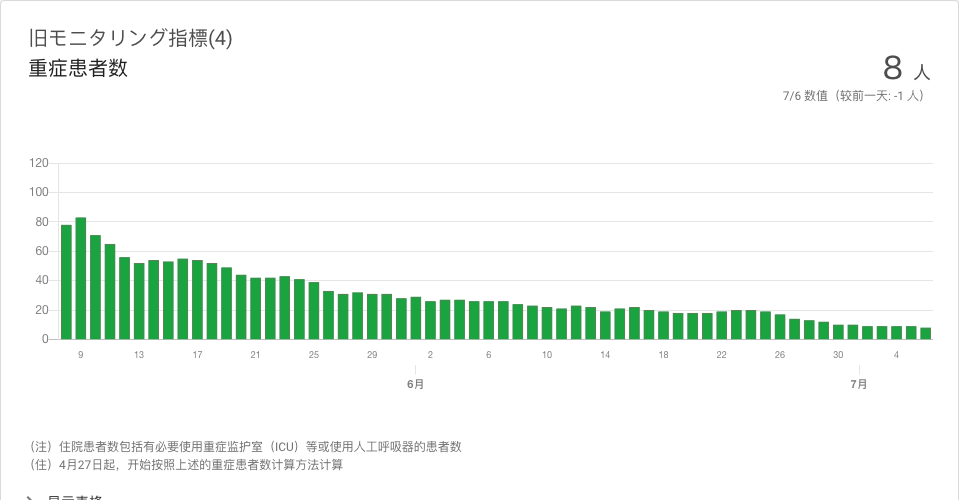 旧モニタリング指標(4)
重症患者数
8 人
7/6 数值（较前一天: -1 人）
120
100
80
60
40
20
0
9 13 17 21 25 29 2 6 10 14 18 22 26 30 4
6月 7月
（注）住院患者数包括有必要使用重症监护室（ICU）等或使用人工呼吸器的患者数
（住）4月27日起，开始按照上述的重症患者数计算方法计算